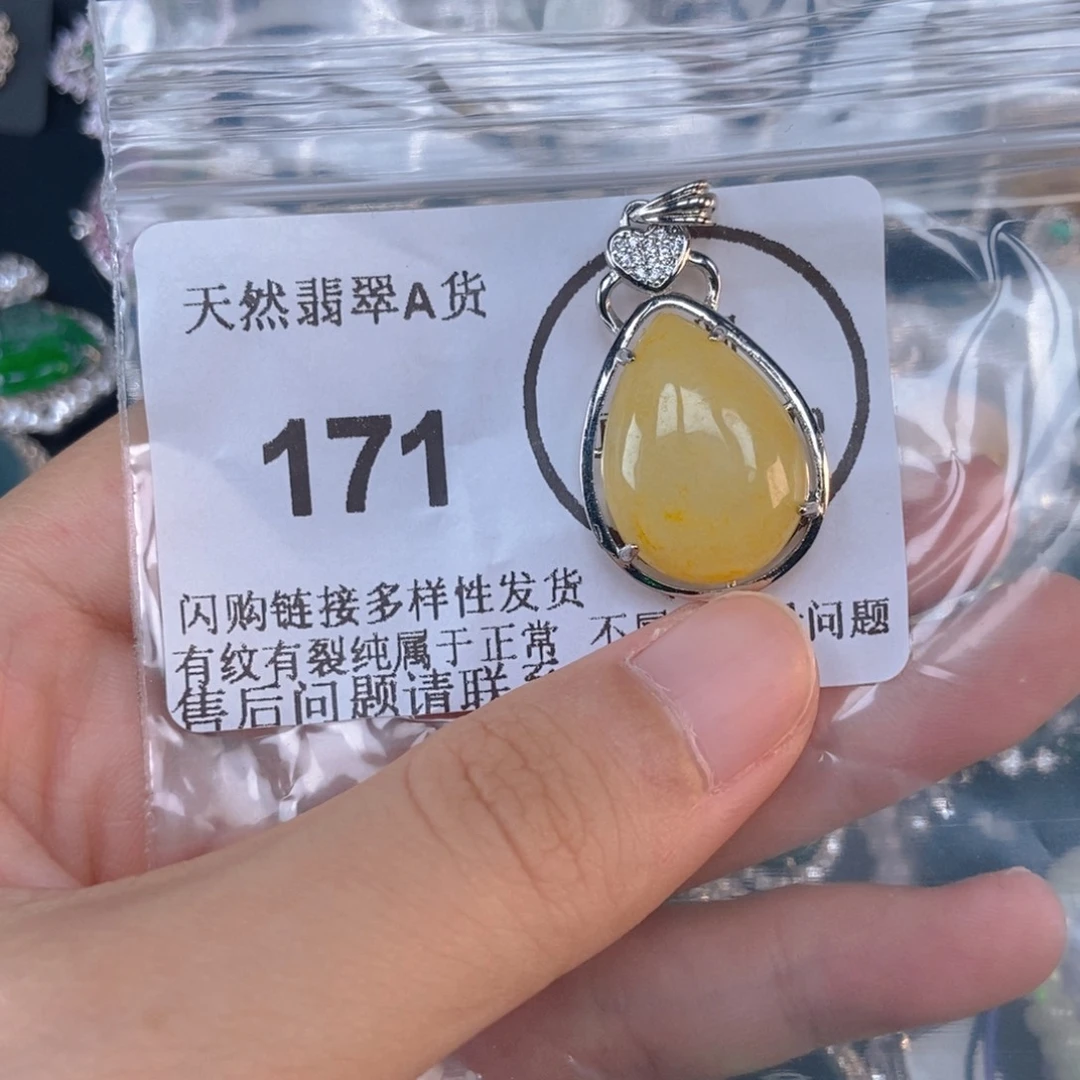 天然翡翠A货
171
闪购链接多样性发货
有纹有裂纯属于正常 不属 问题
售后问题请联系